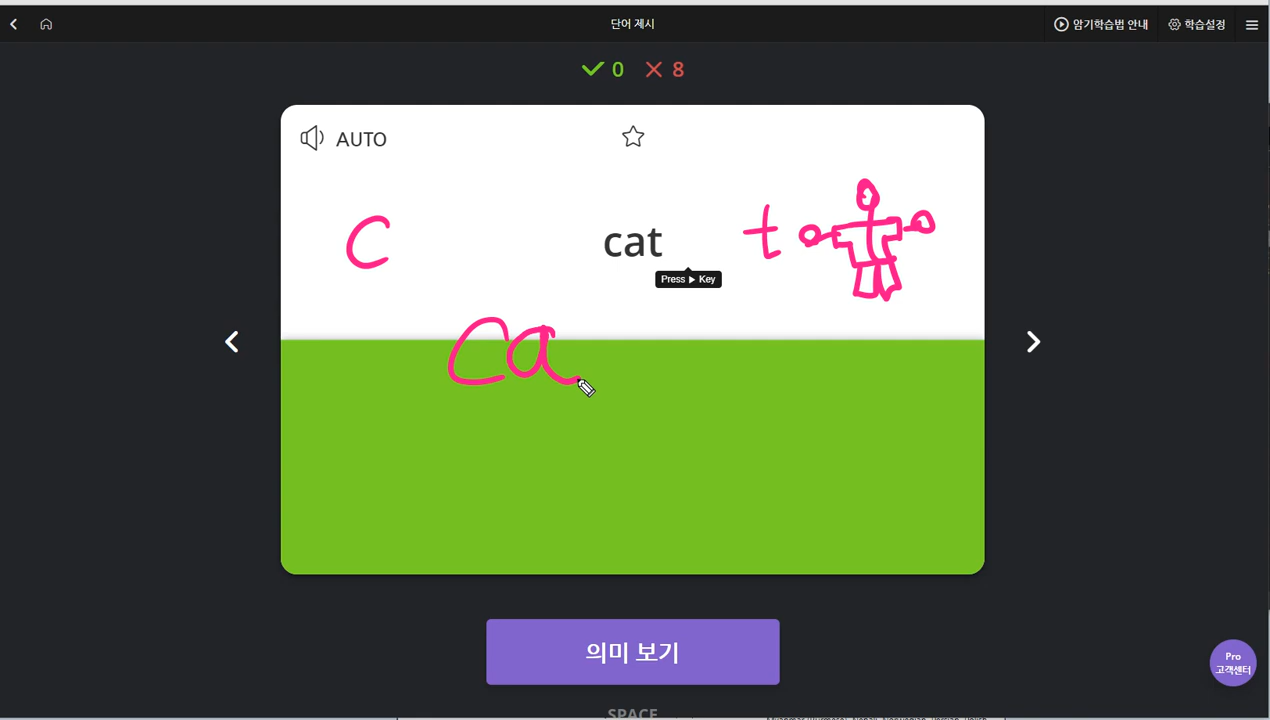 단어 제시
암기학습법 안내
학습설정
0
8
AUTO
c
cat
t
Press ▶ Key
Ca
의미 보기
Pro
고객센터
SPACE